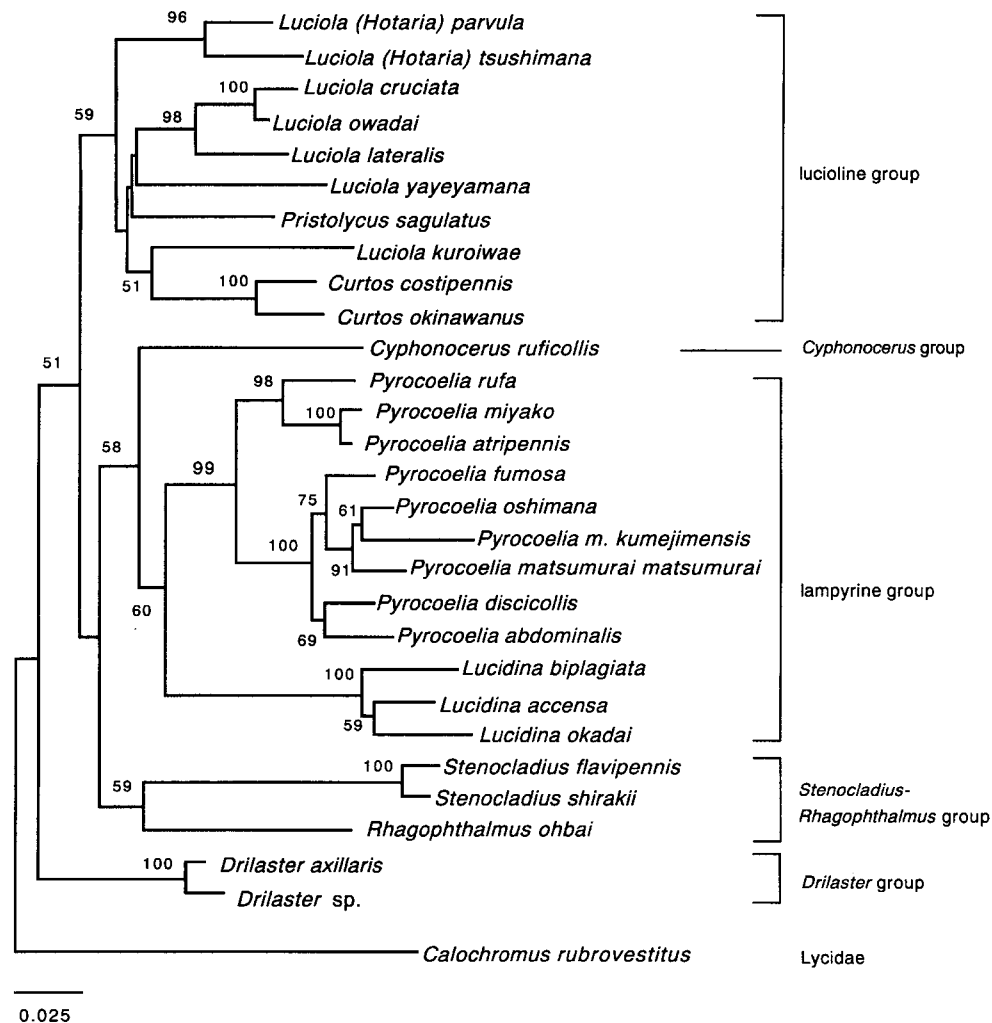 96
Luciola (Hotaria) parvula
Luciola (Hotaria) tsushimana
100
Luciola cruciata
59
98
Luciola owadai
Luciola lateralis
lucioline group
Luciola yayeyamana
Pristolycus sagulatus
Luciola kuroiwae
51
100
Curtos costipennis
Curtos okinawanus
Cyphonocerus ruficollis
Cyphonocerus group
51
98
Pyrocoelia rufa
100
Pyrocoelia miyako
58
Pyrocoelia atripennis
99
Pyrocoelia fumosa
75
61
Pyrocoelia oshimana
Pyrocoelia m. kumejimensis
100
91
Pyrocoelia matsumurai matsumurai
lampyrine group
60
Pyrocoelia discicollis
69
Pyrocoelia abdominalis
100
Lucidina biplagiata
Lucidina accensa
59
Lucidina okadai
100
Stenocladius flavipennis
59
Stenocladius shirakii
Stenocladius-
Rhagophthalmus group
Rhagophthalmus ohbai
100
Drilaster axillaris
Drilaster group
Drilaster sp.
Calochromus rubrovestitus
Lycidae
0.025